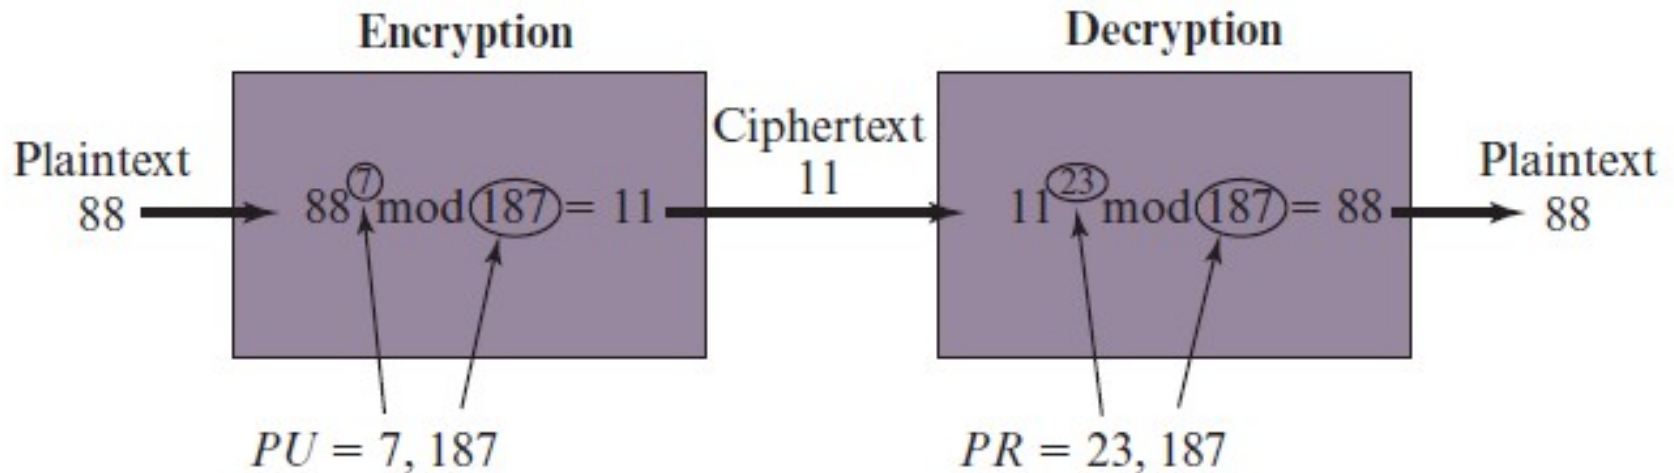 Encryption
Decryption
Plaintext
88
88^7 mod 187 = 11
Ciphertext
11
11^23 mod 187 = 88
Plaintext
88
PU = 7, 187
PR = 23, 187